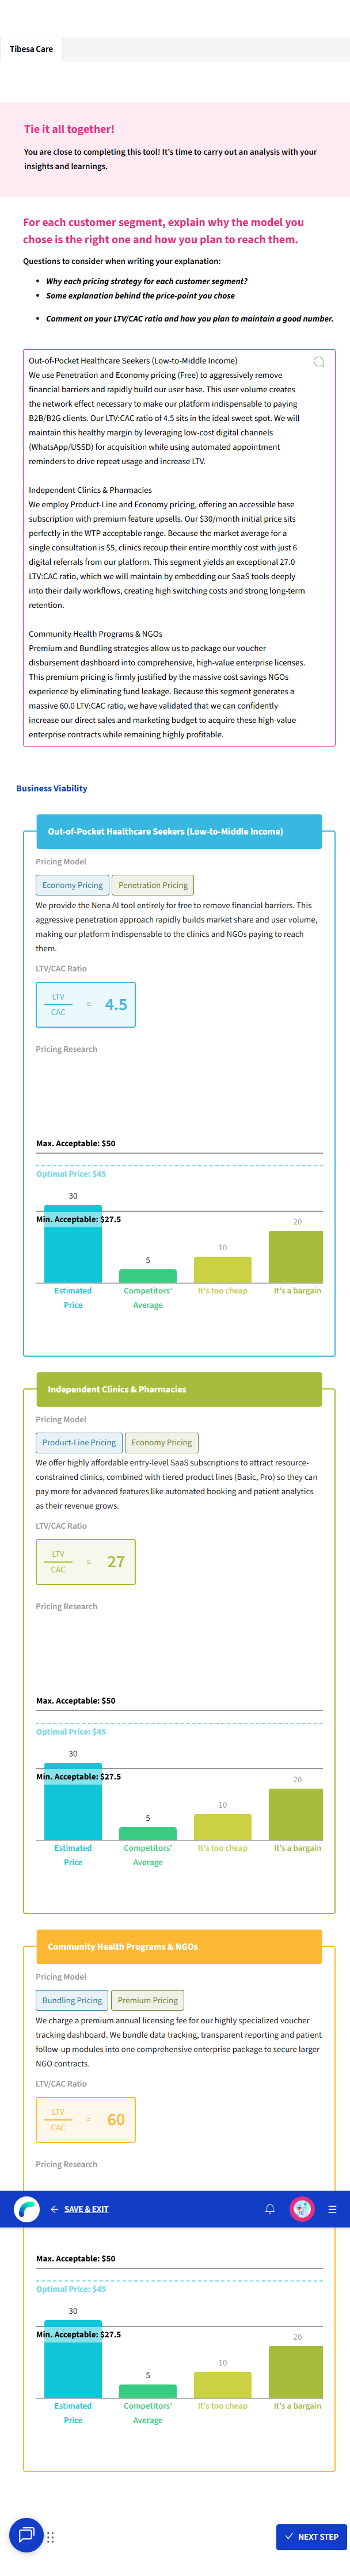 Tibesa Care
Tie it all together!
You are close to completing this tool! It's time to carry out an analysis with your
insights and learnings.
For each customer segment, explain why the model you
chose is the right one and how you plan to reach them.
Questions to consider when writing your explanation:
• Why each pricing strategy for each customer segment?
• Some explanation behind the price-point you chose
• Comment on your LTV/CAC ratio and how you plan to maintain a good number.
Out-of-Pocket Healthcare Seekers (Low-to-Middle Income)
We use Penetration and Economy pricing (Free) to aggressively remove
financial barriers and rapidly build our user base. This user volume creates
the network effect necessary to make our platform indispensable to paying
B2B/B2G clients. Our LTV:CAC ratio of 4.5 sits in the ideal sweet spot. We will
maintain this healthy margin by leveraging low-cost digital channels
(WhatsApp/USSD) for acquisition while using automated appointment
reminders to drive repeat usage and increase LTV.
Independent Clinics & Pharmacies
We employ Product-Line and Economy pricing, offering an accessible base
subscription with premium feature upsells. Our $30/month initial price sits
perfectly in the WTP acceptable range. Because the market average for a
single consultation is $5, clinics recoup their entire monthly cost with just 6
digital referrals from our platform. This segment yields an exceptional 27.0
LTV:CAC ratio, which we will maintain by embedding our SaaS tools deeply
into their daily workflows, creating high switching costs and strong long-term
retention.
Community Health Programs & NGOs
Premium and Bundling strategies allow us to package our voucher
disbursement dashboard into comprehensive, high-value enterprise licenses.
This premium pricing is firmly justified by the massive cost savings NGOs
experience by eliminating fund leakage. Because this segment generates a
massive 60.0 LTV:CAC ratio, we have validated that we can confidently
increase our direct sales and marketing budget to acquire these high-value
enterprise contracts while remaining highly profitable.
Business Viability
Out-of-Pocket Healthcare Seekers (Low-to-Middle Income)
Pricing Model
Economy Pricing Penetration Pricing
We provide the Nena AI tool entirely for free to remove financial barriers. This
aggressive penetration approach rapidly builds market share and user volume,
making our platform indispensable to the clinics and NGOs paying to reach
them.
LTV/CAC Ratio
LTV
= 4.5
CAC
Pricing Research
Max. Acceptable: $50
Optimal Price: $45
30
Min. Acceptable: $27.5
20
10
5
Estimated Price
Competitors' Average
It's too cheap
It's a bargain
Independent Clinics & Pharmacies
Pricing Model
Product-Line Pricing Economy Pricing
We offer highly affordable entry-level SaaS subscriptions to attract resource-
constrained clinics, combined with tiered product lines (Basic, Pro) so they can
pay more for advanced features like automated booking and patient analytics
as their revenue grows.
LTV/CAC Ratio
LTV
= 27
CAC
Pricing Research
Max. Acceptable: $50
Optimal Price: $45
30
Min. Acceptable: $27.5
20
10
5
Estimated Price
Competitors' Average
It's too cheap
It's a bargain
Community Health Programs & NGOs
Pricing Model
Bundling Pricing Premium Pricing
We charge a premium annual licensing fee for our highly specialized voucher
tracking dashboard. We bundle data tracking, transparent reporting and patient
follow-up modules into one comprehensive enterprise package to secure larger
NGO contracts.
LTV/CAC Ratio
LTV
= 60
CAC
Pricing Research
SAVE & EXIT
Max. Acceptable: $50
Optimal Price: $45
30
Min. Acceptable: $27.5
20
10
5
Estimated Price
Competitors' Average
It's too cheap
It's a bargain
NEXT STEP